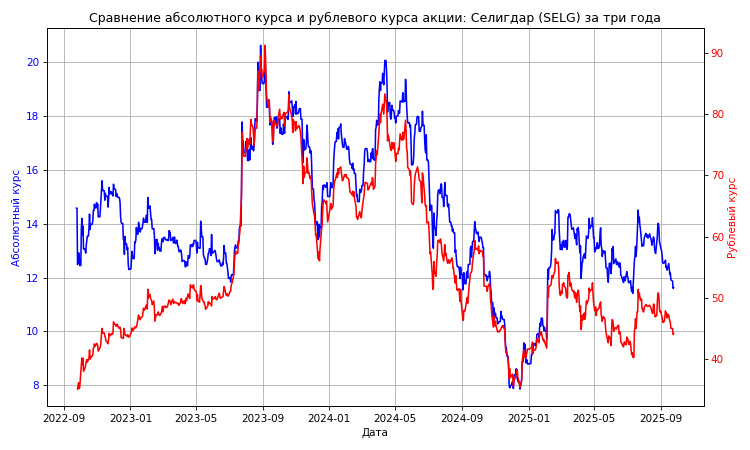 Сравнение абсолютного курса и рублевого курса акции: Селигдар (SELG) за три года
Абсолютный курс
20
18
16
14
12
10
8
90
80
70
60
50
40
Рублевый курс
2022-09 2023-01 2023-05 2023-09 2024-01 2024-05 2024-09 2025-01 2025-05 2025-09
Дата